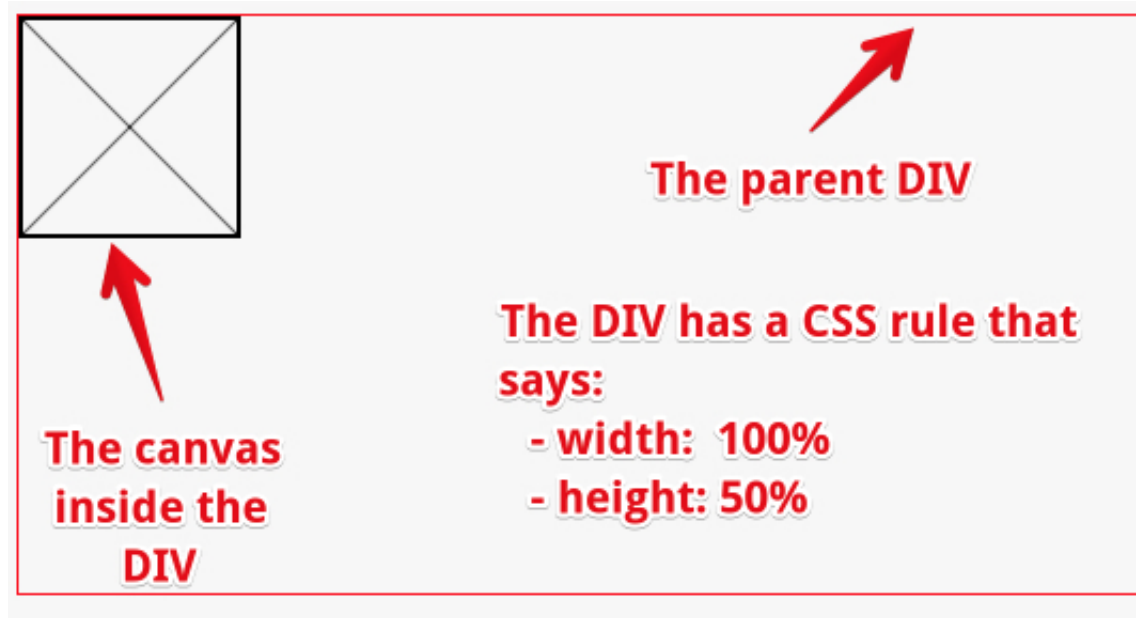 The parent DIV
The DIV has a CSS rule that
says:
- width: 100%
- height: 50%
The canvas
inside the
DIV